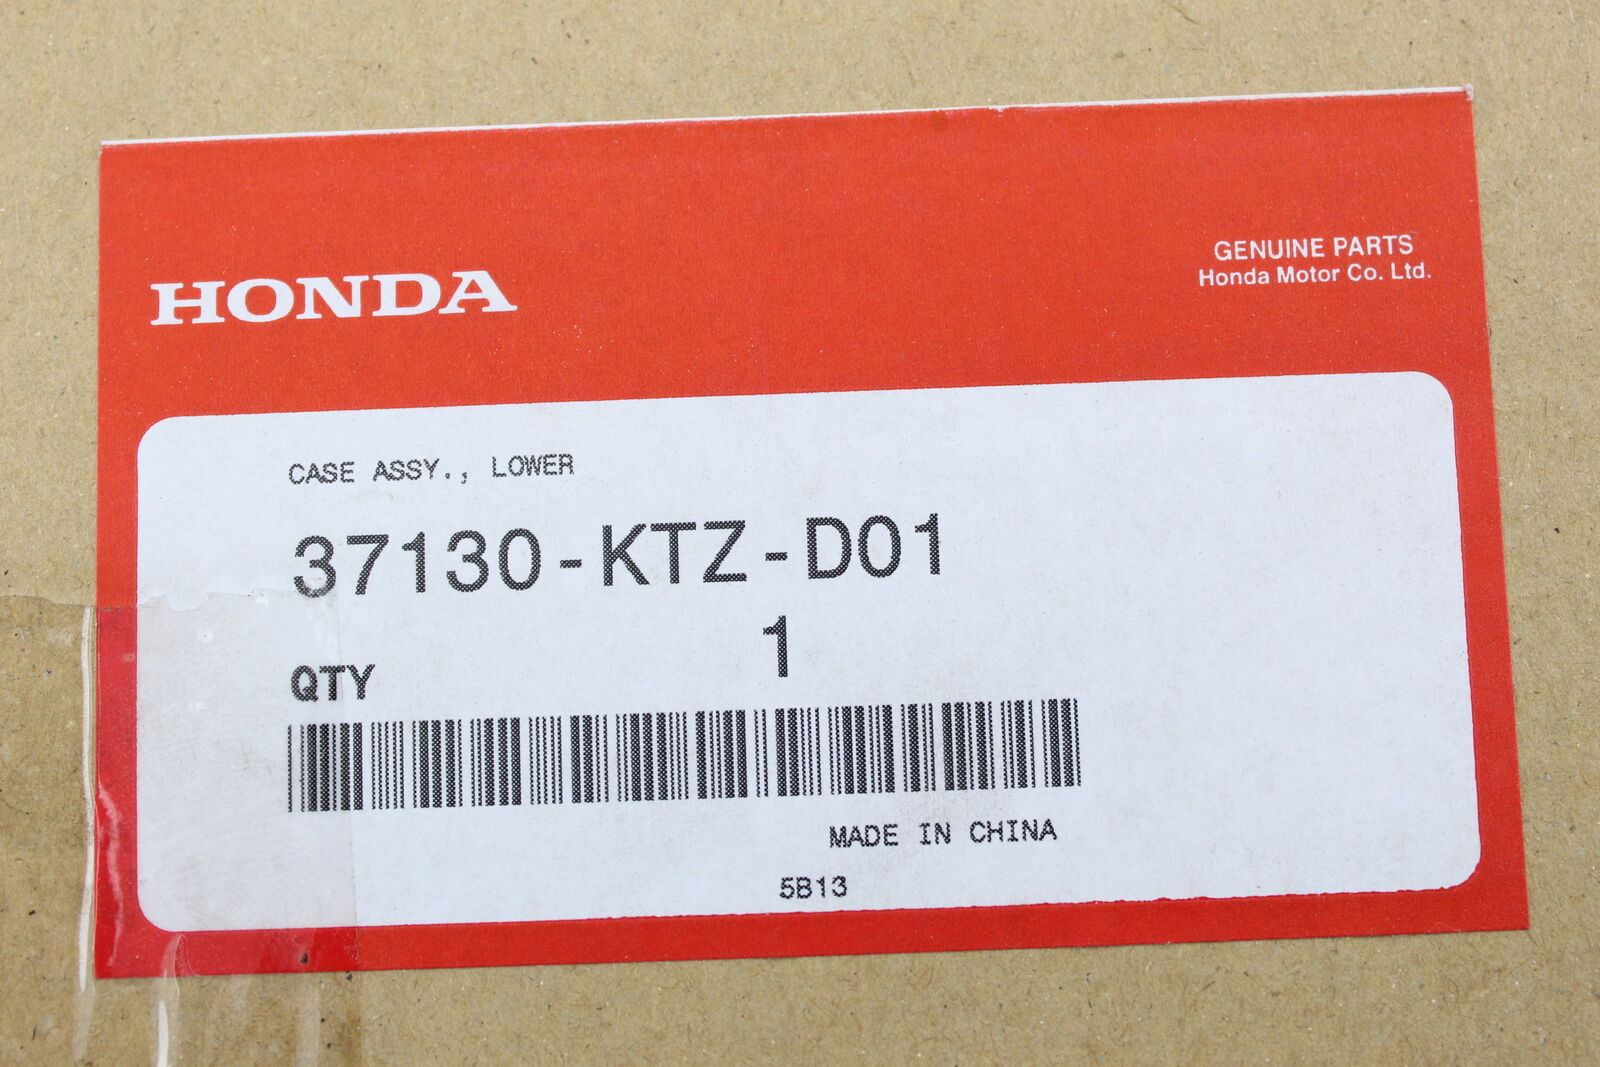 HONDA
GENUINE PARTS
Honda Motor Co. Ltd.
CASE ASSY., LOWER
37130-KTZ-D01
1
QTY
MADE IN CHINA
5B13